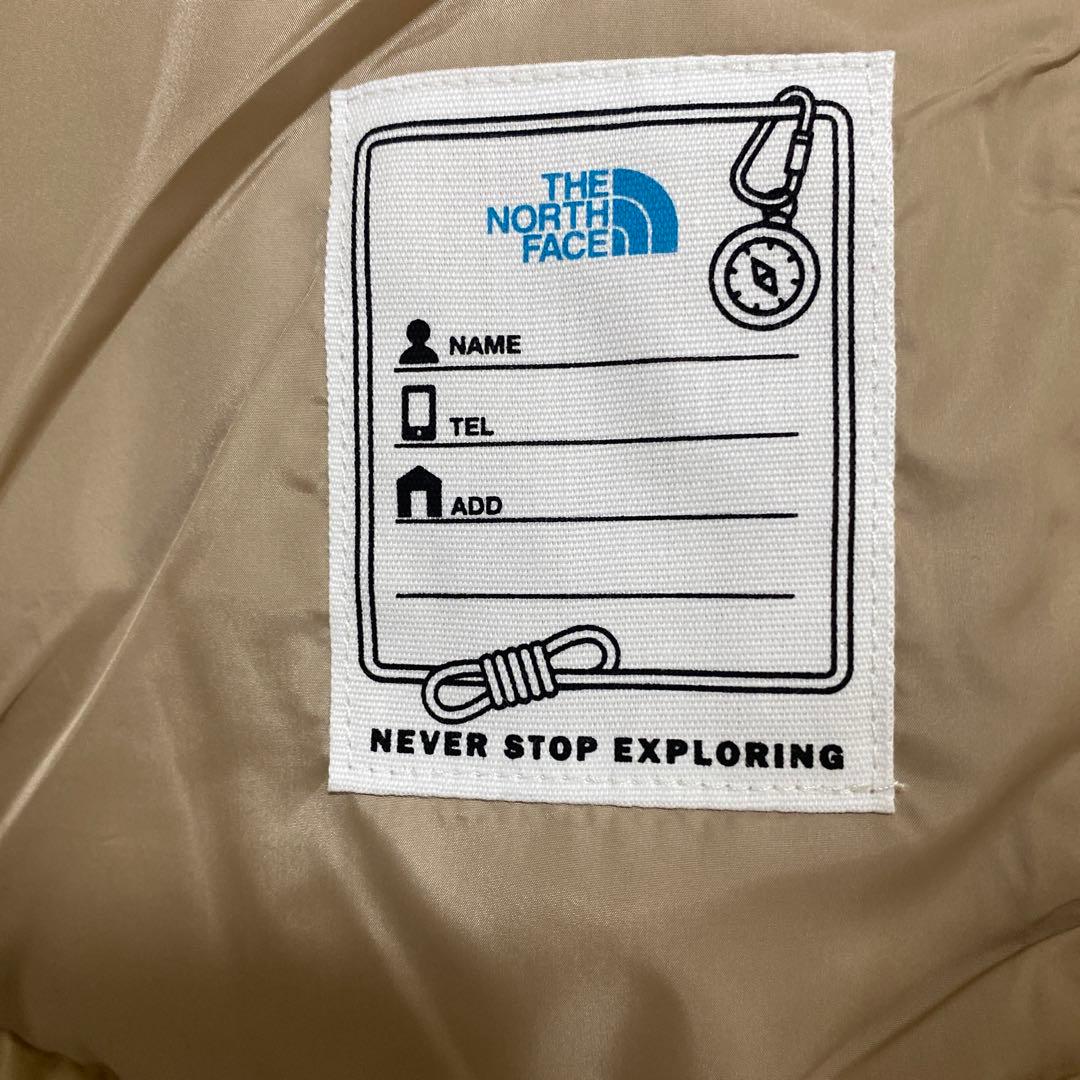 THE
NORTH
FACE
NAME
TEL
ADD
NEVER STOP EXPLORING